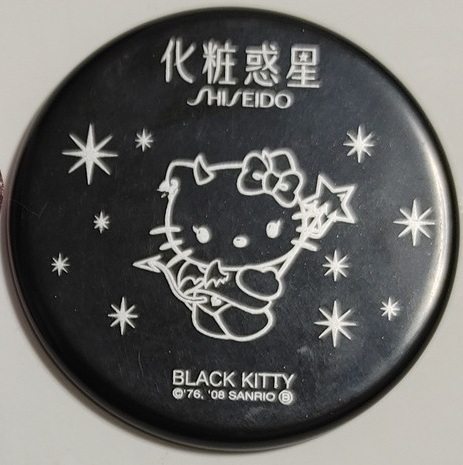 化粧惑星
SHISEIDO
BLACK KITTY
©'76, '08 SANRIO Ⓑ